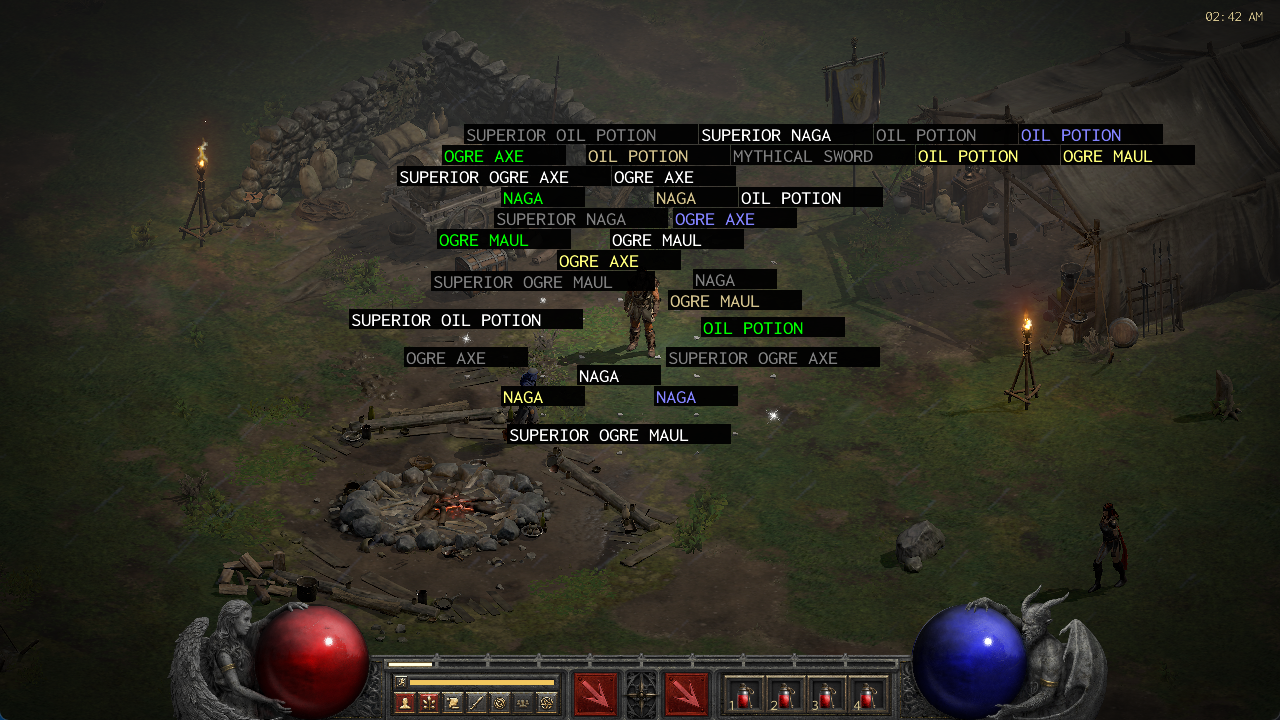 02:42 AM
SUPERIOR OIL POTION SUPERIOR NAGA OIL POTION OIL POTION
OGRE AXE OIL POTION MYTHICAL SWORD OIL POTION OGRE MAUL
SUPERIOR OGRE AXE OGRE AXE
NAGA NAGA OIL POTION
SUPERIOR NAGA OGRE AXE
OGRE MAUL OGRE MAUL
OGRE AXE
SUPERIOR OGRE MAUL NAGA
OGRE MAUL
SUPERIOR OIL POTION OIL POTION
OGRE AXE SUPERIOR OGRE AXE
NAGA
NAGA NAGA
SUPERIOR OGRE MAUL
1 2 3 4